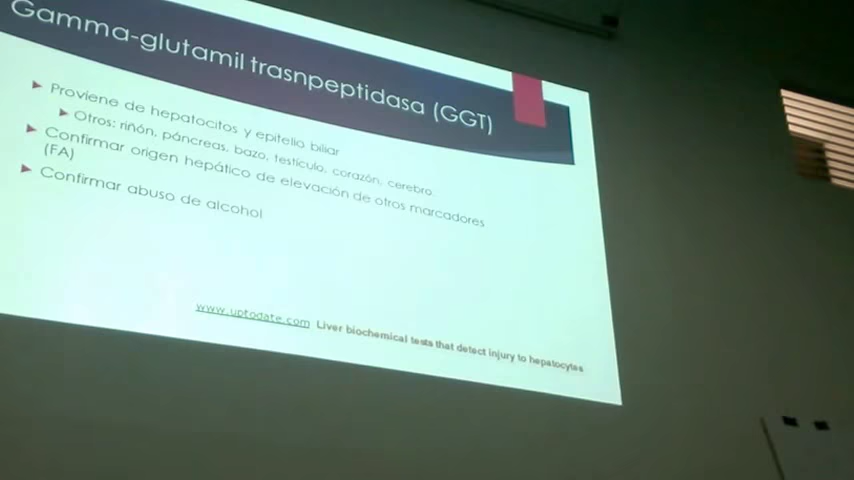 Gamma-glutamil trasnpeptidasa (GGT)
Proviene de hepatocitos y epitelio biliar
Otros: riñón, páncreas, bazo, testículo, corazón, cerebro.
Confirmar origen hepático de elevación de otros marcadores
(FA)
Confirmar abuso de alcohol
www.uptodate.com Liver biochemical tests that detect injury to hepatocytes